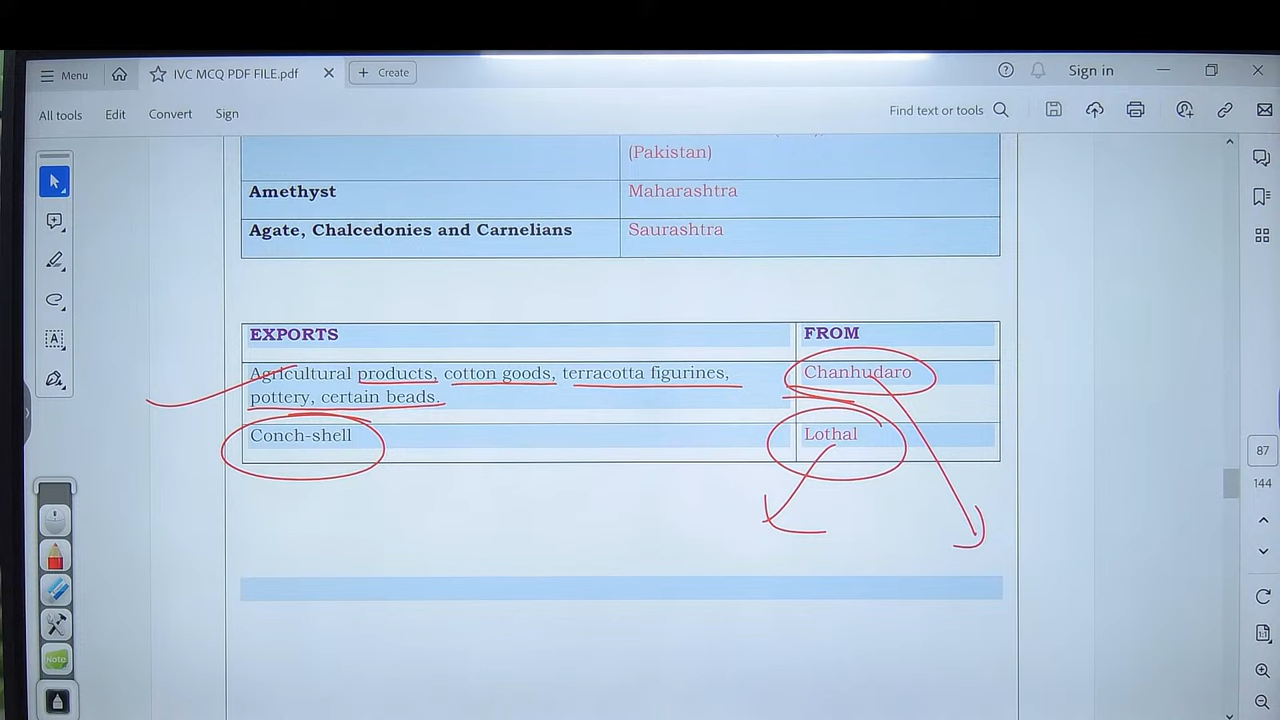 Menu
IVC MCQ PDF FILE.pdf
Create
Sign in
All tools
Edit
Convert
Sign
Find text or tools
(Pakistan)
Amethyst
Maharashtra
Agate, Chalcedonies and Carnelians
Saurashtra
EXPORTS
FROM
Agricultural products, cotton goods, terracotta figurines,
pottery, certain beads.
Chanhudaro
Conch-shell
Lothal
87
144
Note